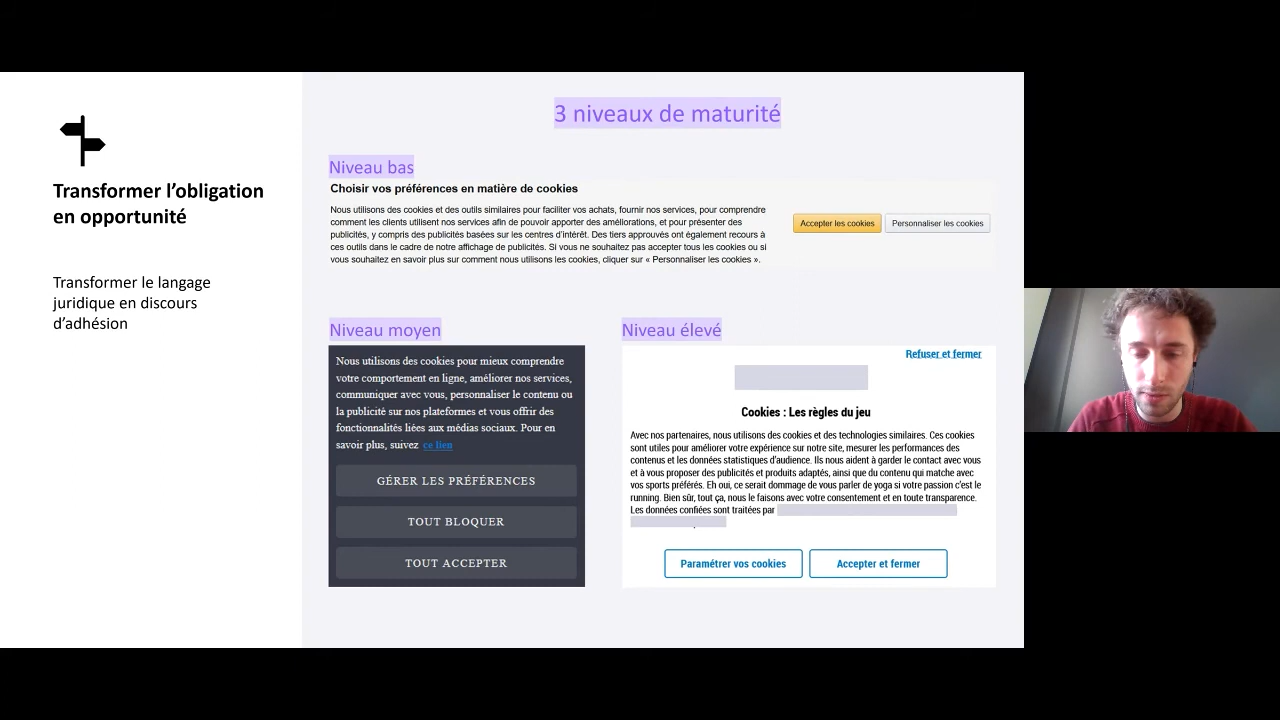 Transformer l’obligation
en opportunité
Transformer le langage
juridique en discours
d’adhésion
3 niveaux de maturité
Niveau bas
Choisir vos préférences en matière de cookies
Nous utilisons des cookies et des outils similaires pour faciliter vos achats, fournir nos services, pour comprendre
comment les clients utilisent nos services afin de pouvoir apporter des améliorations, et pour présenter des
publicités, y compris des publicités basées sur les centres d’intérêt. Des tiers approuvés ont également recours à
ces outils dans le cadre de notre affichage de publicités. Si vous ne souhaitez pas accepter tous les cookies ou si
vous souhaitez en savoir plus sur comment nous utilisons les cookies, cliquer sur « Personnaliser les cookies ».
Accepter les cookies
Personnaliser les cookies
Niveau moyen
Nous utilisons des cookies pour mieux comprendre
votre comportement en ligne, améliorer nos services,
communiquer avec vous, personnaliser le contenu ou
la publicité sur nos plateformes et vous offrir des
fonctionnalités liées aux médias sociaux. Pour en
savoir plus, suivez ce lien
GÉRER LES PRÉFÉRENCES
TOUT BLOQUER
TOUT ACCEPTER
Niveau élevé
Refuser et fermer
Cookies : Les règles du jeu
Avec nos partenaires, nous utilisons des cookies et des technologies similaires. Ces cookies
sont utiles pour améliorer votre expérience sur notre site, mesurer les performances des
contenus et les données statistiques d’audience. Ils nous aident à garder le contact avec vous
et à vous proposer des publicités et produits adaptés, ainsi que du contenu qui matche avec
vos sports préférés. Eh oui, ce serait dommage de vous parler de yoga si votre passion c’est le
running. Bien sûr, tout ça, nous le faisons avec votre consentement et en toute transparence.
Les données confiées sont traitées par
Paramétrer vos cookies
Accepter et fermer